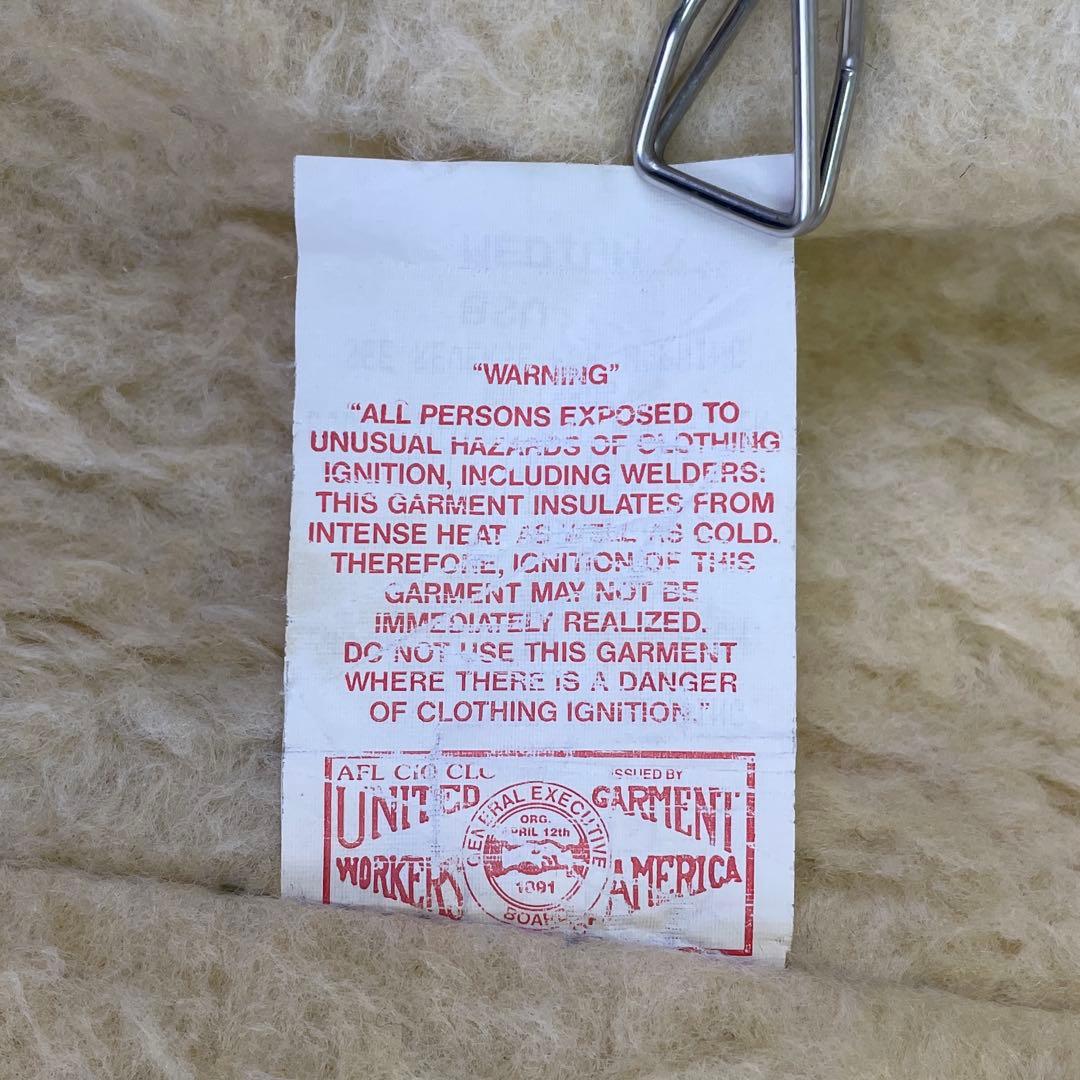 "WARNING"
"ALL PERSONS EXPOSED TO
UNUSUAL HAZARDS OF CLOTHING
IGNITION, INCLUDING WELDERS:
THIS GARMENT INSULATES FROM
INTENSE HEAT AS WELL AS COLD.
THEREFORE, IGNITION OF THIS
GARMENT MAY NOT BE
IMMEDIATELY REALIZED.
DO NOT USE THIS GARMENT
WHERE THERE IS A DANGER
OF CLOTHING IGNITION."
AFL CIO CL ISSUED BY
UNITED GARMENT
WORKERS AMERICA
GENERAL EXECUTIVE
ORG.
APRIL 12th
1891
BOARD